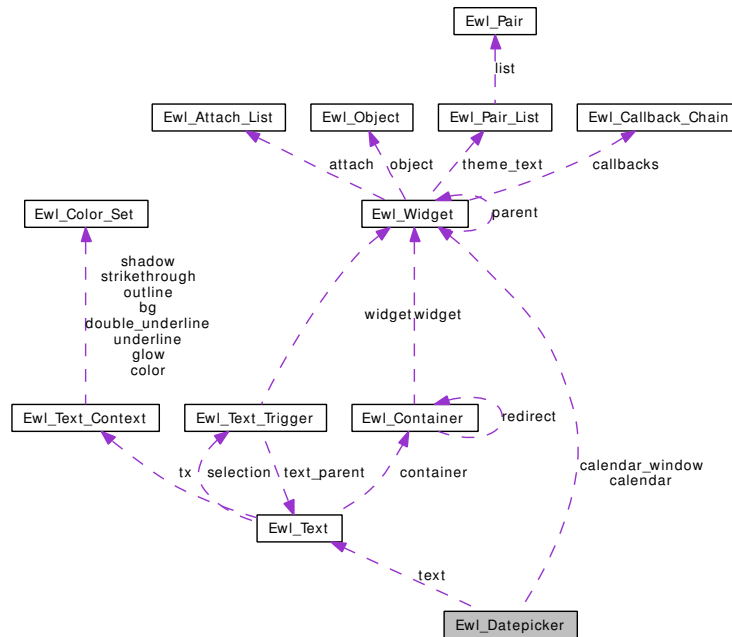 Ewl_Pair
list
Ewl_Attach_List
Ewl_Object
Ewl_Pair_List
Ewl_Callback_Chain
attach
object
theme_text
callbacks
Ewl_Color_Set
Ewl_Widget
parent
shadow
strikethrough
outline
bg
double_underline
underline
glow
color
widget
widget
Ewl_Text_Context
Ewl_Text_Trigger
Ewl_Container
redirect
tx
selection
text_parent
container
calendar_window
calendar
Ewl_Text
text
Ewl_Datepicker